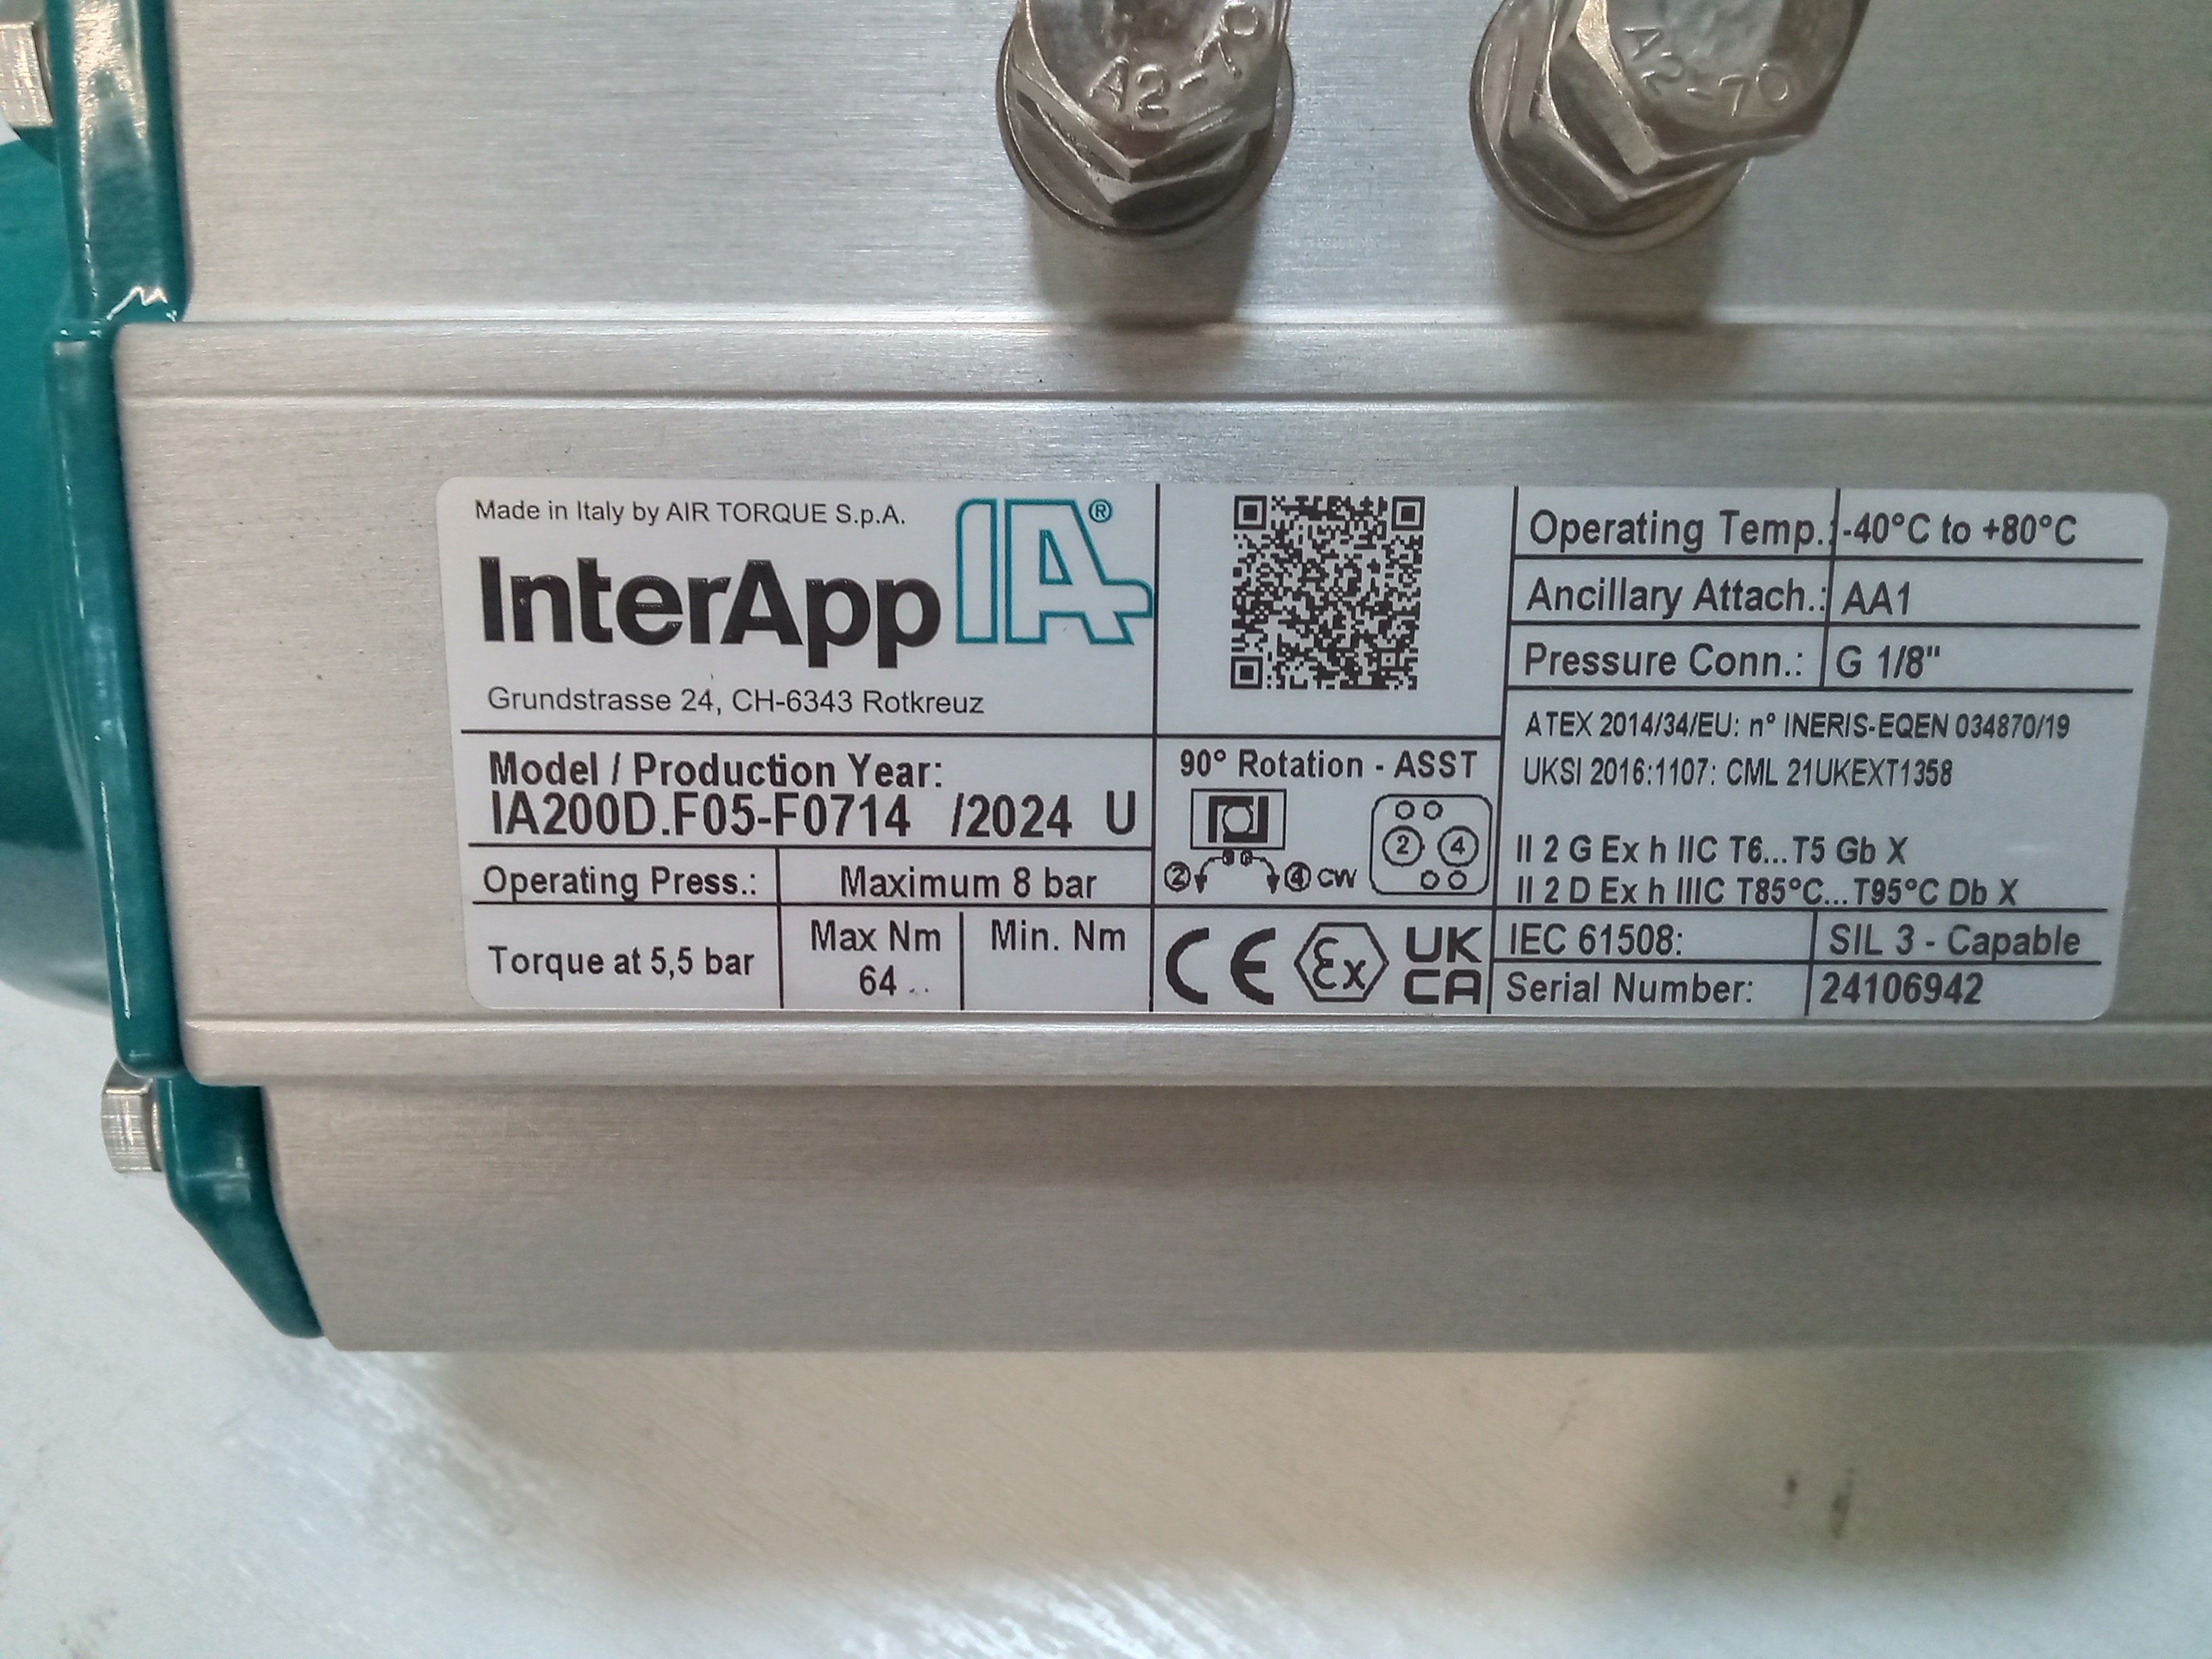 A2-70
A2-70
Made in Italy by AIR TORQUE S.p.A.
InterApp IA®
Grundstrasse 24, CH-6343 Rotkreuz
Model / Production Year:
IA200D.F05-F0714 /2024 U
Operating Press.: Maximum 8 bar
Torque at 5,5 bar
Max Nm
64
Min. Nm
90° Rotation - ASST
2 4 CW
2 4
CE Ex UK CA
Operating Temp.: -40°C to +80°C
Ancillary Attach.: AA1
Pressure Conn.: G 1/8"
ATEX 2014/34/EU: n° INERIS-EQEN 034870/19
UKSI 2016:1107: CML 21UKEXT1358
II 2 G Ex h IIC T6...T5 Gb X
II 2 D Ex h IIIC T85°C...T95°C Db X
IEC 61508: SIL 3 - Capable
Serial Number: 24106942